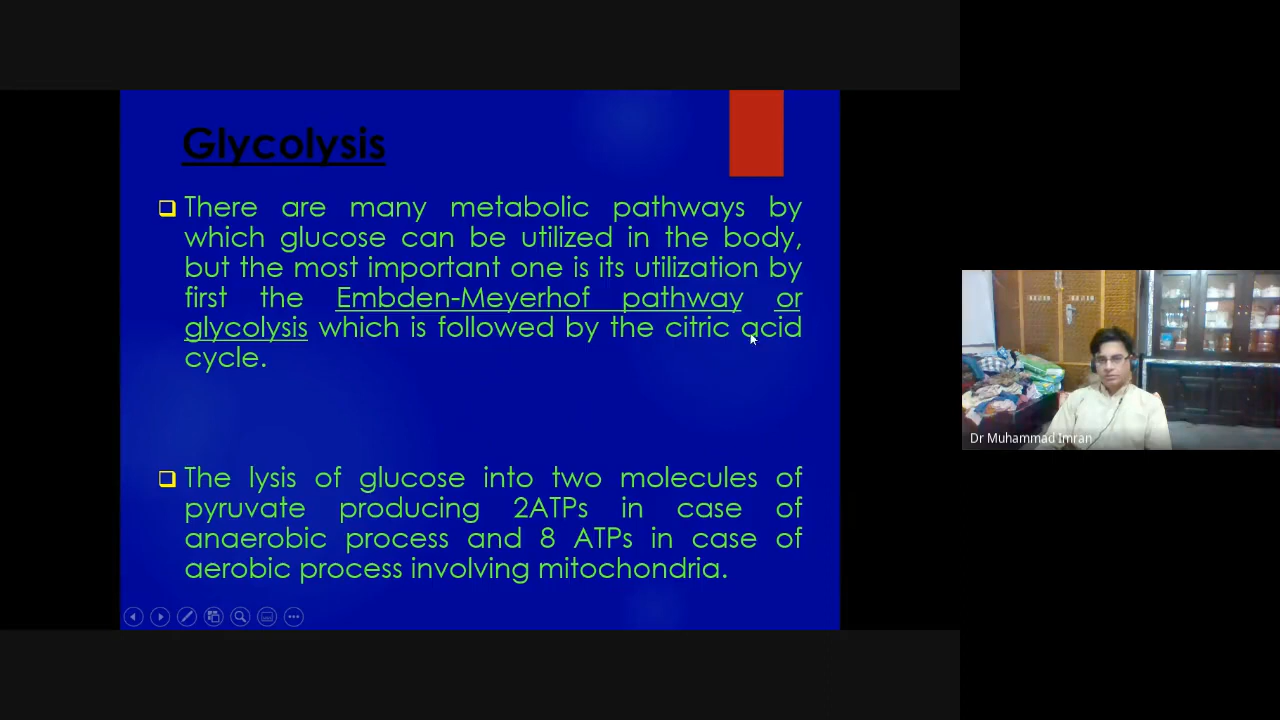 Glycolysis
There are many metabolic pathways by
which glucose can be utilized in the body,
but the most important one is its utilization by
first the Embden-Meyerhof pathway or
glycolysis which is followed by the citric acid
cycle.
The lysis of glucose into two molecules of
pyruvate producing 2ATPs in case of
anaerobic process and 8 ATPs in case of
aerobic process involving mitochondria.
Dr Muhammad Imran